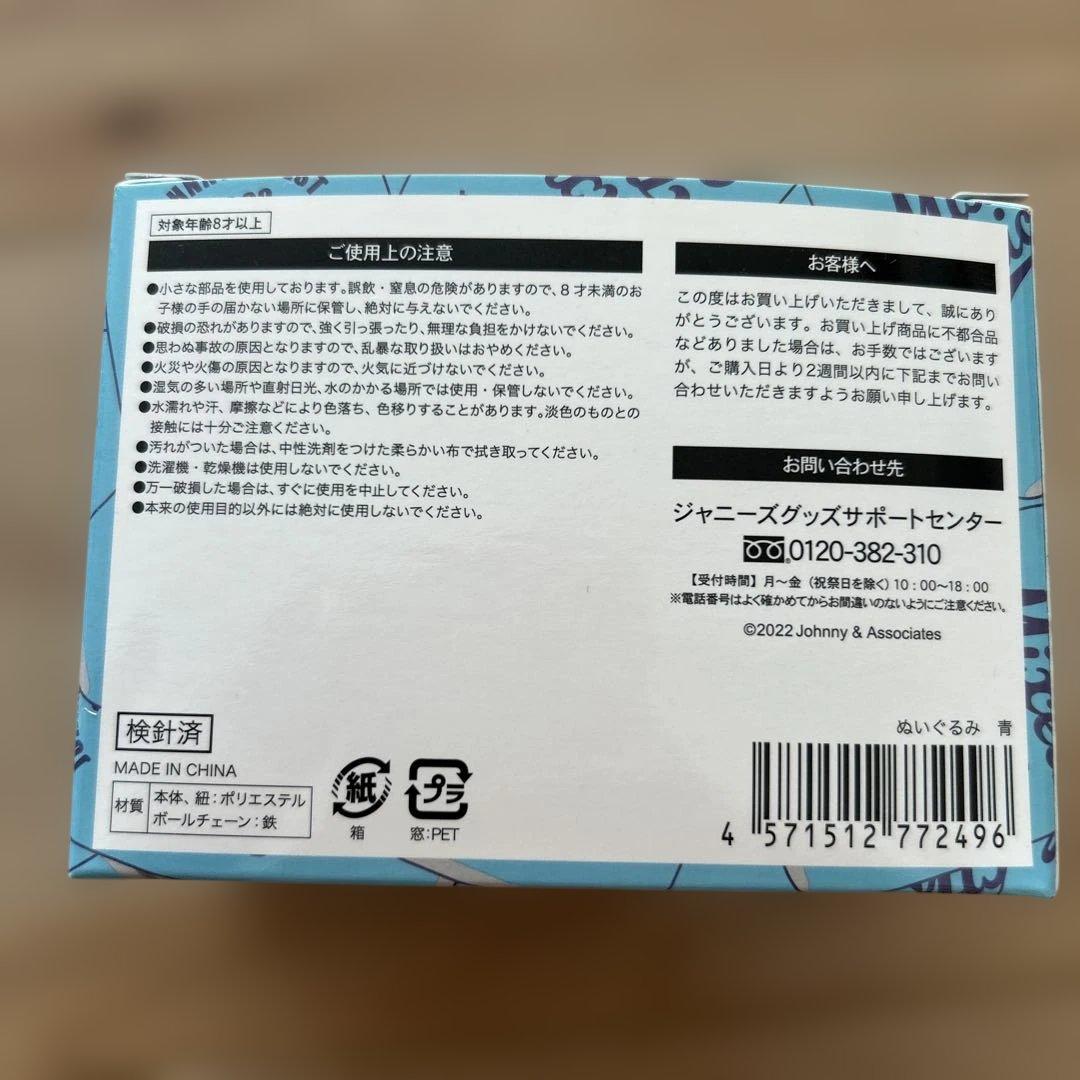 対象年齢8才以上
ご使用上の注意
●小さな部品を使用しております。誤飲・窒息の危険がありますので、8才未満のお
子様の手の届かない場所に保管し、絶対に与えないでください。
●破損の恐れがありますので、強く引っ張ったり、無理な負担をかけないでください。
●思わぬ事故の原因となりますので、乱暴な取り扱いはおやめください。
●火災や火傷の原因となりますので、火気に近づけないでください。
●湿気の多い場所や直射日光、水のかかる場所では使用・保管しないでください。
●水濡れや汗、摩擦などにより色落ち、色移りすることがあります。淡色のものとの
接触には十分ご注意ください。
●汚れがついた場合は、中性洗剤をつけた柔らかい布で拭き取ってください。
●洗濯機・乾燥機は使用しないでください。
●万一破損した場合は、すぐに使用を中止してください。
●本来の使用目的以外には絶対に使用しないでください。
お客様へ
この度はお買い上げいただきまして、誠にあり
がとうございます。お買い上げ商品に不都合品
などありました場合は、お手数ではございます
が、ご購入日より2週間以内に下記までお問い
合わせいただきますようお願い申し上げます。
お問い合わせ先
ジャニーズグッズサポートセンター
0120-382-310
【受付時間】月～金（祝祭日を除く）10：00～18：00
※電話番号はよく確かめてからお間違いのないようにご注意ください。
©2022 Johnny & Associates
検針済
MADE IN CHINA
材質
本体、紐：ポリエステル
ボールチェーン：鉄
紙
箱
プラ
窓：PET
ぬいぐるみ　青
4 571512 772496